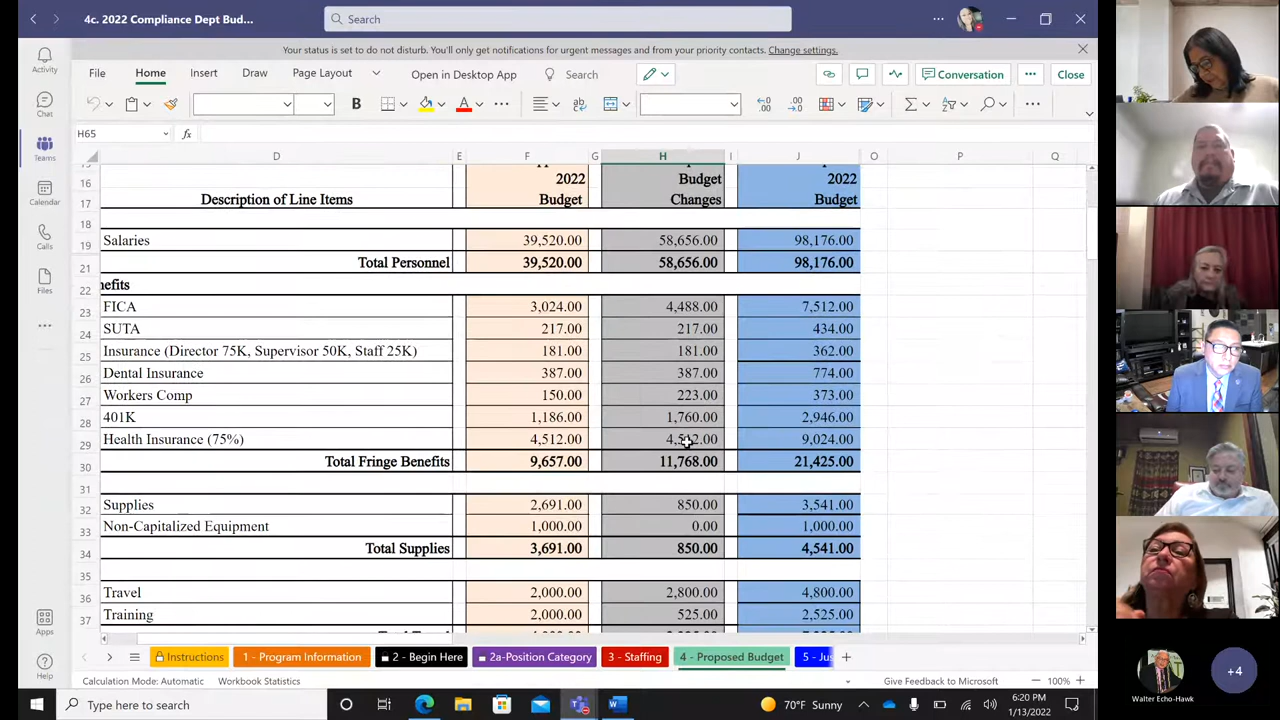 4c. 2022 Compliance Dept Bud...
Search
Your status is set to do not disturb. You'll only get notifications for urgent messages and from your priority contacts. Change settings.
File Home Insert Draw Page Layout Open in Desktop App Search Conversation Close
H65 fx
D E F G H I J O P Q
16 2022 Budget 2022
17 Description of Line Items Budget Changes Budget
18
19 Salaries 39,520.00 58,656.00 98,176.00
21 Total Personnel 39,520.00 58,656.00 98,176.00
22 nefits
23 FICA 3,024.00 4,488.00 7,512.00
24 SUTA 217.00 217.00 434.00
25 Insurance (Director 75K, Supervisor 50K, Staff 25K) 181.00 181.00 362.00
26 Dental Insurance 387.00 387.00 774.00
27 Workers Comp 150.00 223.00 373.00
28 401K 1,186.00 1,760.00 2,946.00
29 Health Insurance (75%) 4,512.00 4,512.00 9,024.00
30 Total Fringe Benefits 9,657.00 11,768.00 21,425.00
31
32 Supplies 2,691.00 850.00 3,541.00
33 Non-Capitalized Equipment 1,000.00 0.00 1,000.00
34 Total Supplies 3,691.00 850.00 4,541.00
35
36 Travel 2,000.00 2,800.00 4,800.00
37 Training 2,000.00 525.00 2,525.00
Instructions 1 - Program Information 2 - Begin Here 2a-Position Category 3 - Staffing 4 - Proposed Budget 5 - Jus
Calculation Mode: Automatic Workbook Statistics Give Feedback to Microsoft 100%
Activity
Chat
Teams
Calendar
Calls
Files
Apps
Help
Type here to search
70°F Sunny
6:20 PM
1/13/2022
+4
Walter Echo-Hawk